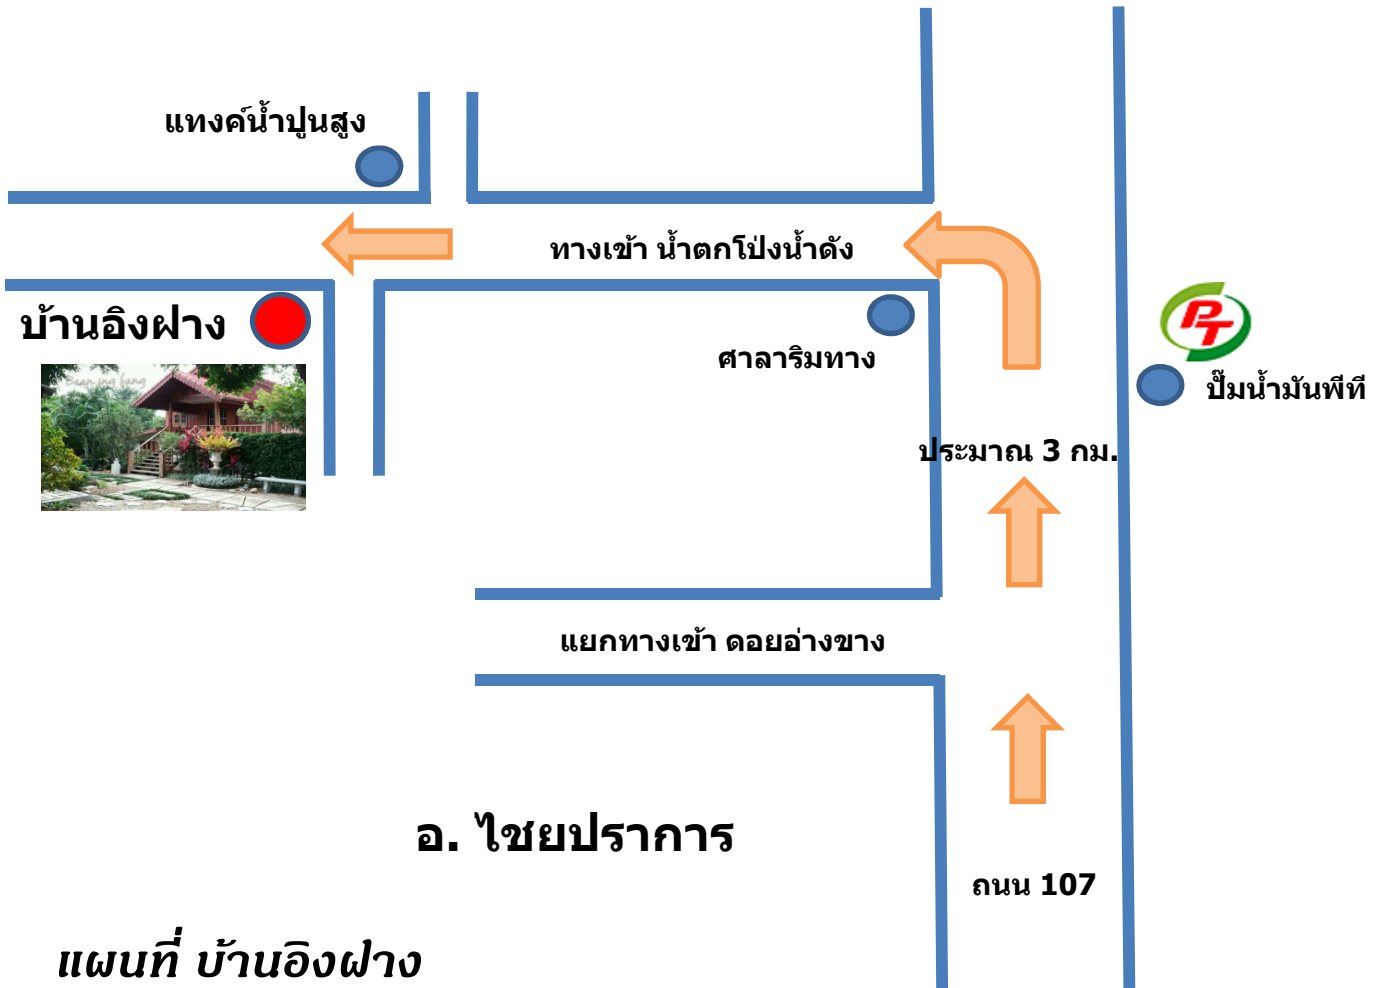 แทงค์น้ำปูนสูง
ทางเข้า น้ำตกโป่งน้ำดัง
บ้านอิงฝาง
ศาลาริมทาง
PT
ปั๊มน้ำมันพีที
Baan ing fang
ประมาณ 3 กม.
แยกทางเข้า ดอยอ่างขาง
อ. ไชยปราการ
ถนน 107
แผนที่ บ้านอิงฝาง